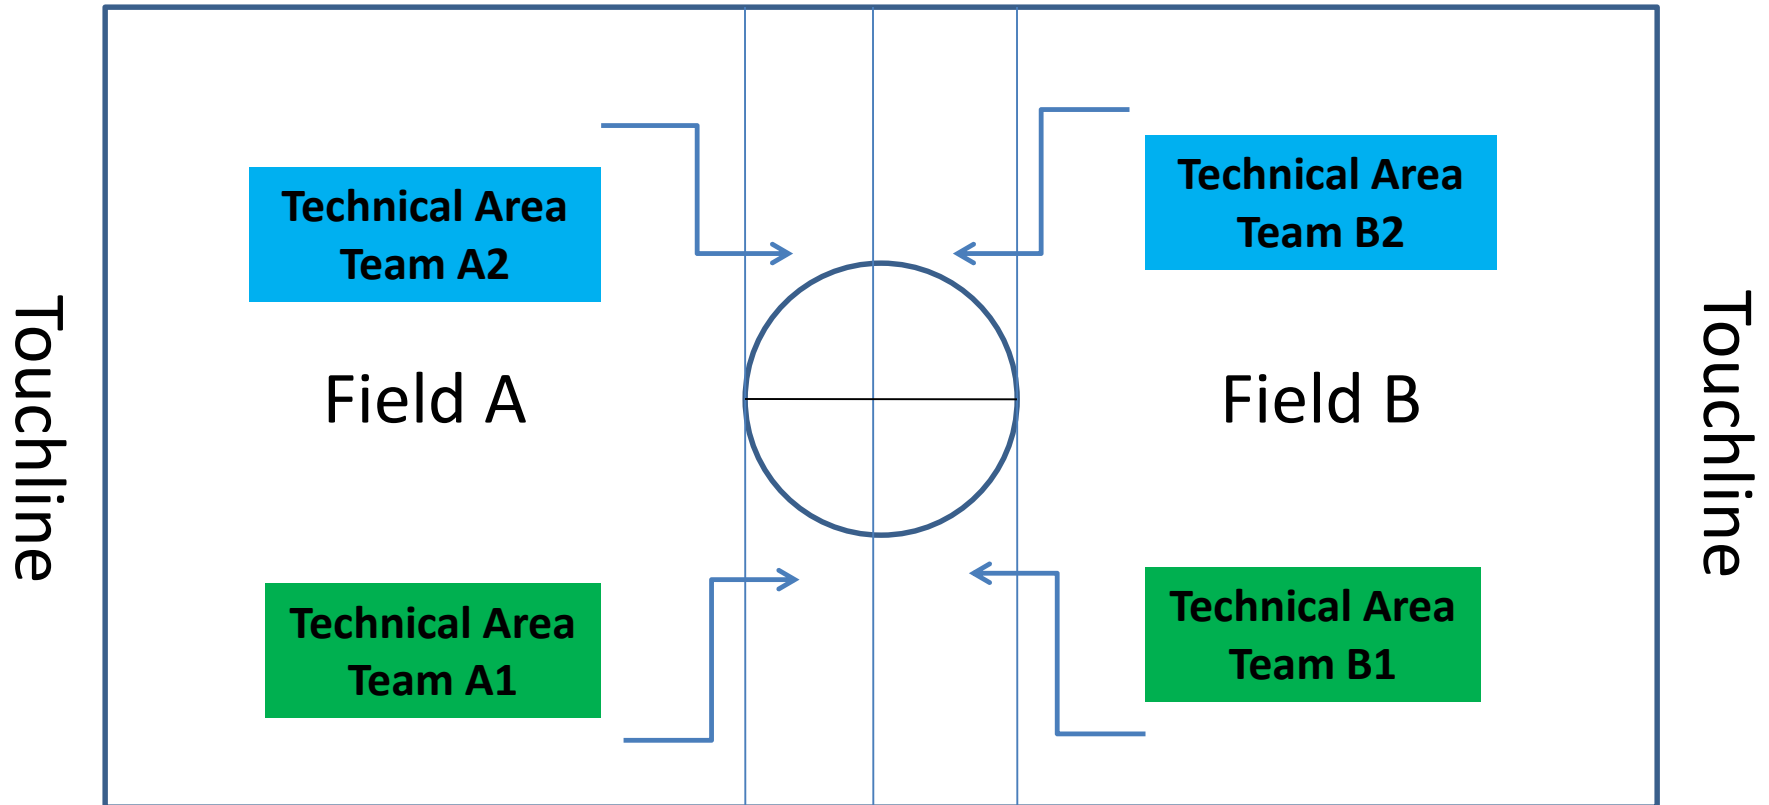 Touchline
Technical Area
Team A2
Field A
Technical Area
Team A1
Technical Area
Team B2
Field B
Technical Area
Team B1
Touchline